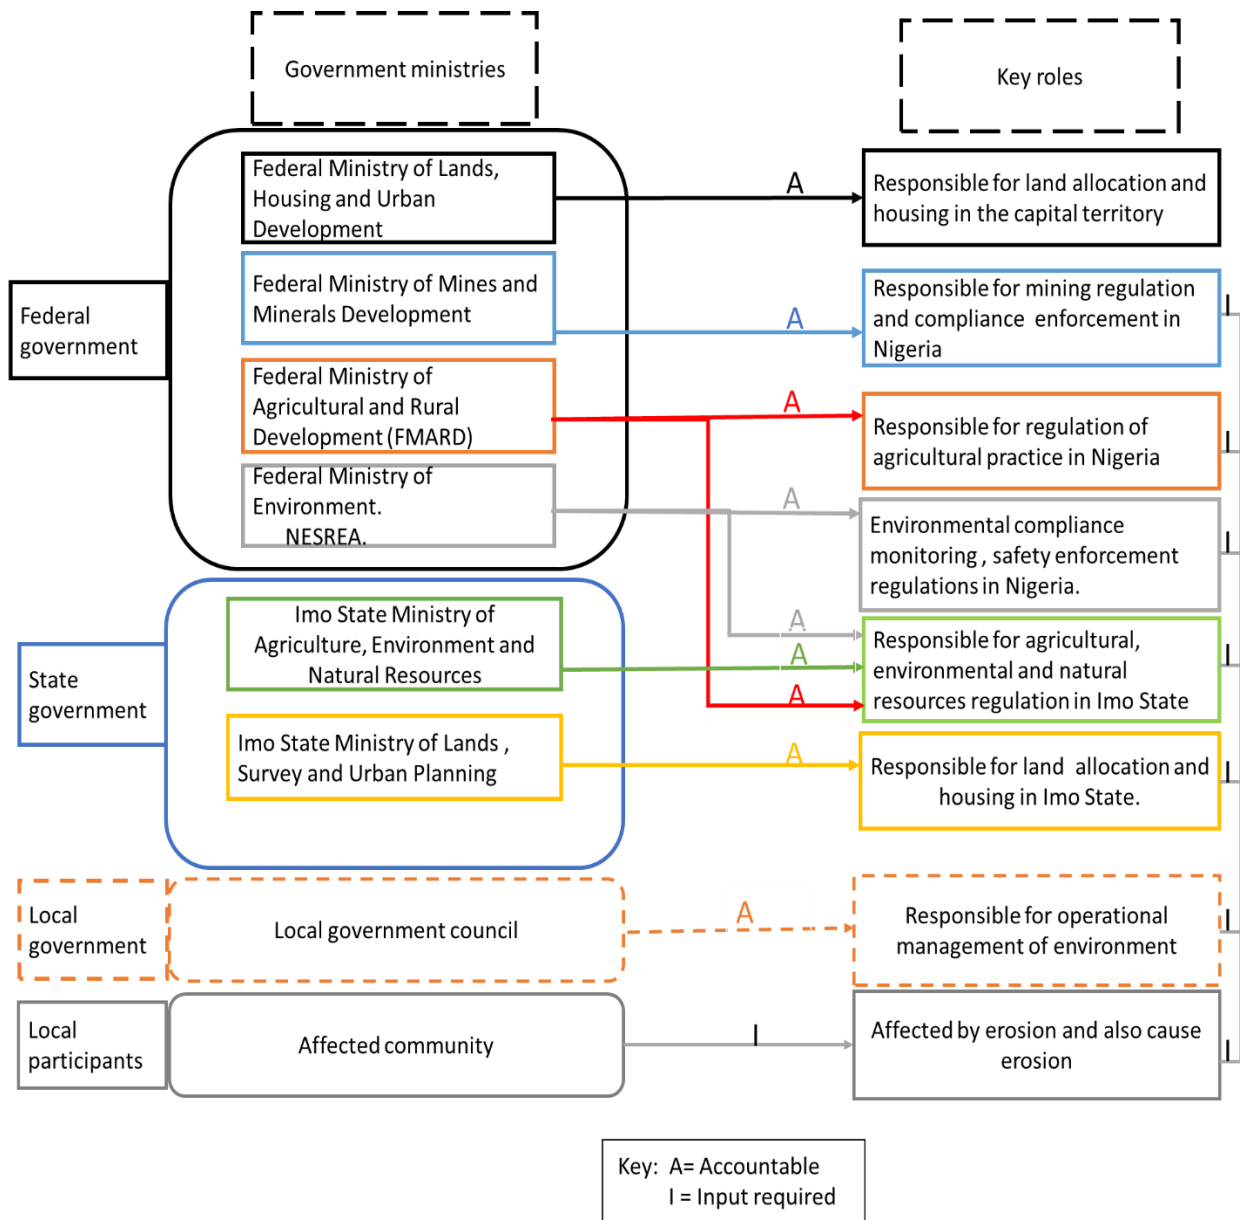 Government ministries
Key roles
Federal
government
Federal Ministry of Lands,
Housing and Urban
Development
A
Responsible for land allocation and
housing in the capital territory
Federal Ministry of Mines and
Minerals Development
A
Responsible for mining regulation
and compliance enforcement in
Nigeria
I
Federal Ministry of
Agricultural and Rural
Development (FMARD)
A
Responsible for regulation of
agricultural practice in Nigeria
I
Federal Ministry of
Environment.
NESREA.
A
Environmental compliance
monitoring , safety enforcement
regulations in Nigeria.
I
State
government
Imo State Ministry of
Agriculture, Environment and
Natural Resources
A
A
A
Responsible for agricultural,
environmental and natural
resources regulation in Imo State
I
Imo State Ministry of Lands ,
Survey and Urban Planning
A
Responsible for land allocation and
housing in Imo State.
I
Local
government
Local government council
A
Responsible for operational
management of environment
I
Local
participants
Affected community
I
Affected by erosion and also cause
erosion
I
Key: A= Accountable
I = Input required